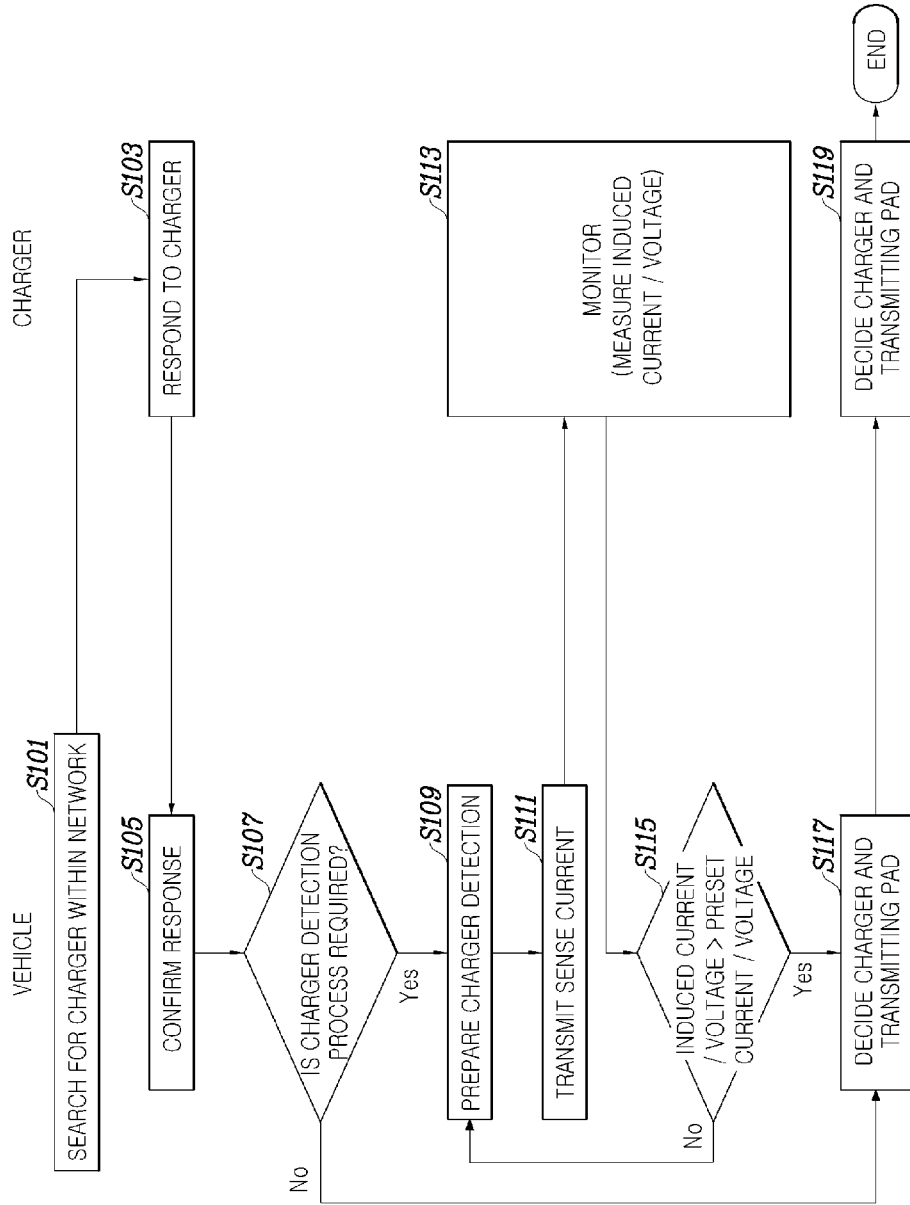 VEHICLE
CHARGER
S101
SEARCH FOR CHARGER WITHIN NETWORK
S103
RESPOND TO CHARGER
S105
CONFIRM RESPONSE
S107
IS CHARGER DETECTION
PROCESS REQUIRED?
No
Yes
S109
PREPARE CHARGER DETECTION
S111
TRANSMIT SENSE CURRENT
S113
MONITOR
(MEASURE INDUCED
CURRENT / VOLTAGE)
S115
INDUCED CURRENT
/ VOLTAGE > PRESET
CURRENT / VOLTAGE
No
Yes
S117
DECIDE CHARGER AND
TRANSMITTING PAD
S119
DECIDE CHARGER AND
TRANSMITTING PAD
END